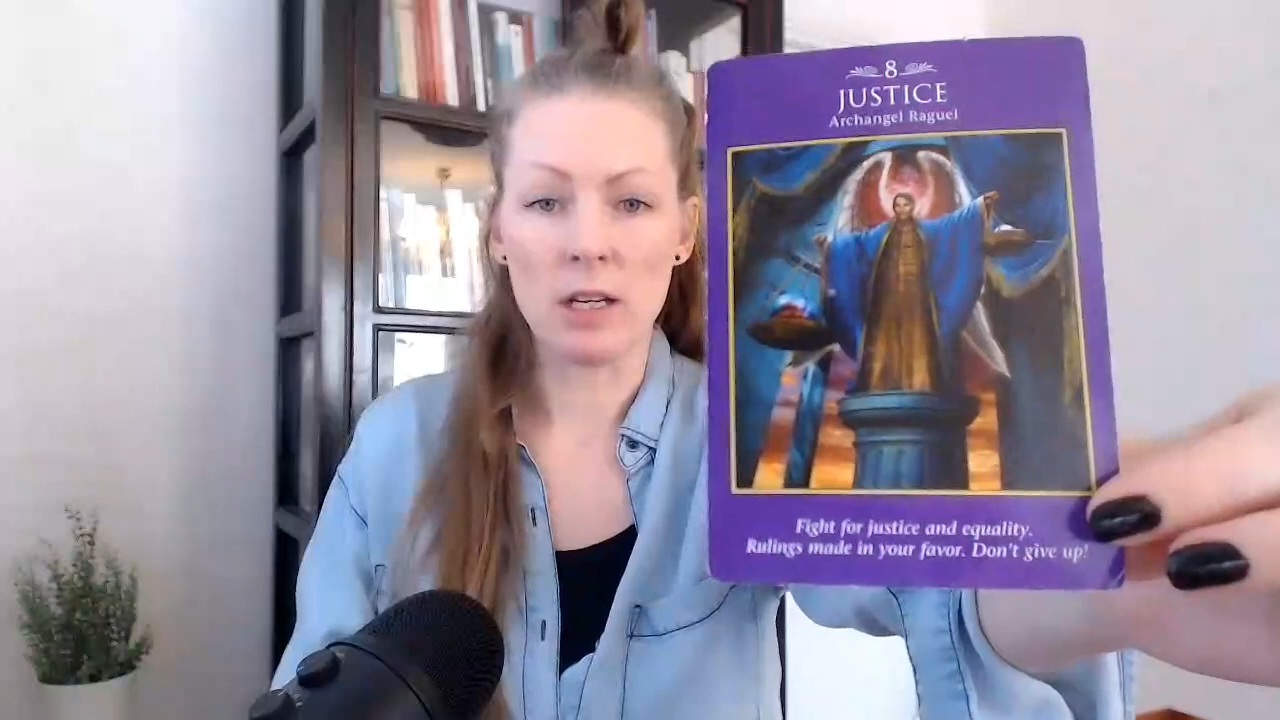 8
JUSTICE
Archangel Raguel
Fight for justice and equality.
Rulings made in your favor. Don't give up!